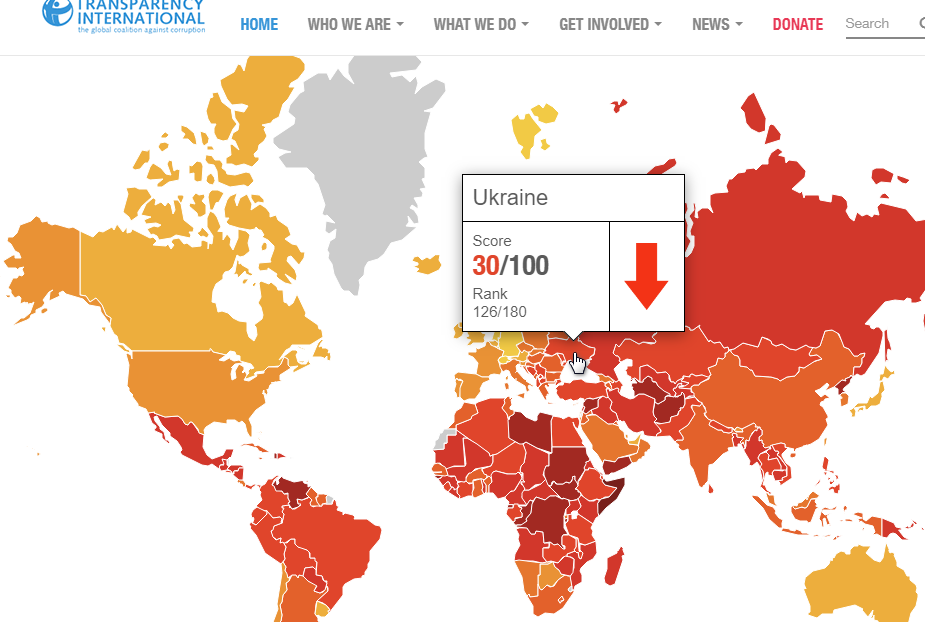 TRANSPARENCY
INTERNATIONAL
the global coalition against corruption
HOME WHO WE ARE WHAT WE DO GET INVOLVED NEWS DONATE Search
Ukraine
Score
30/100
Rank
126/180